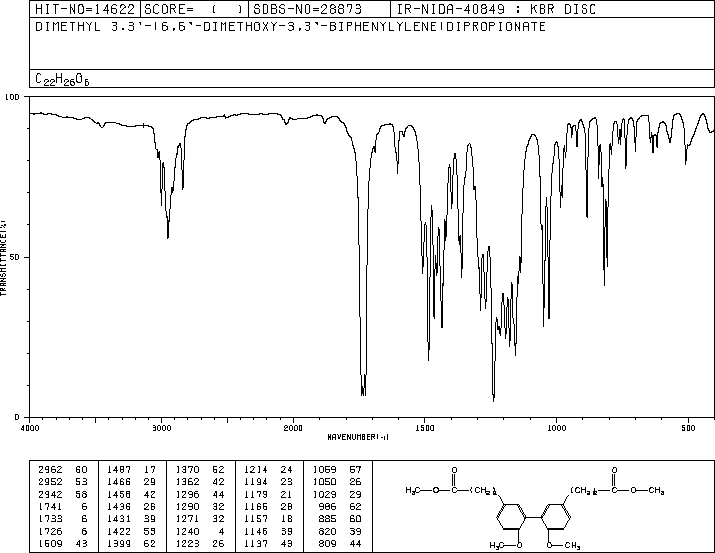 HIT-NO=14622 SCORE= ( ) SDBS-NO=28873 IR-NIDA-40849 : KBR DISC
DIMETHYL 3,3'-(6,6'-DIMETHOXY-3,3'-BIPHENYLYLENE)DIPROPIONATE
C22H26O6
100
50
0
TRANSMITTANCE(%)
4000 3000 2000 1500 1000 500
WAVENUMBER(-1)
2962 60 1487 17 1370 52 1214 24 1059 57
2952 53 1466 29 1362 42 1194 23 1050 26
2942 58 1458 42 1296 44 1179 21 1029 29
1741 6 1436 26 1290 32 1166 28 986 62
1733 6 1431 39 1271 32 1157 18 885 60
1726 6 1422 59 1240 4 1146 39 820 39
1609 43 1399 62 1223 26 1137 49 809 44
O O
H3C—O—C—(CH2)2 (CH2)2—C—O—CH3
H3C—O O—CH3